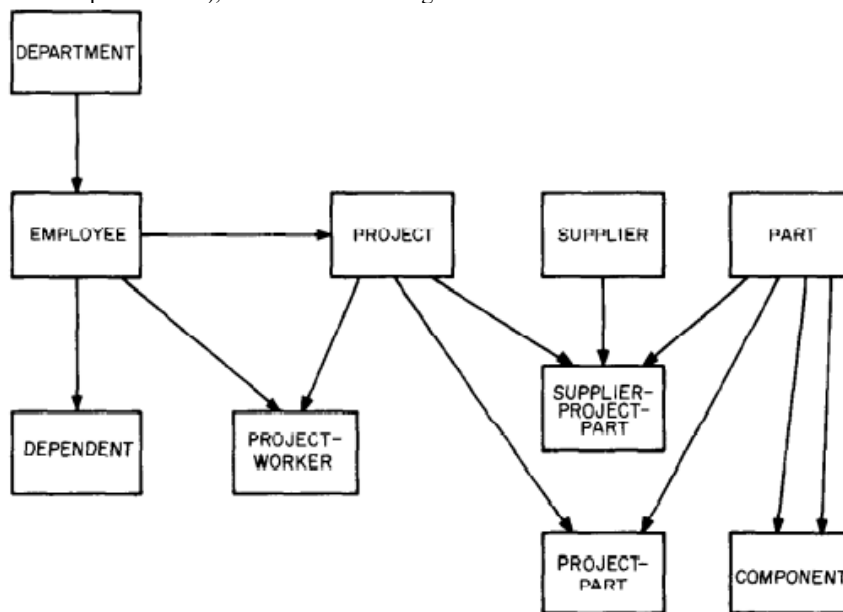 DEPARTMENT
EMPLOYEE
PROJECT
SUPPLIER
PART
DEPENDENT
PROJECT-
WORKER
SUPPLIER-
PROJECT-
PART
PROJECT-
PART
COMPONENT